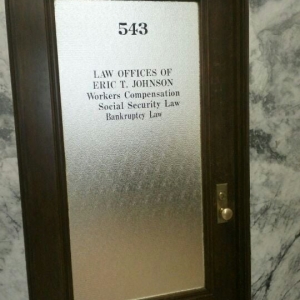 543
LAW OFFICES OF
ERIC T. JOHNSON
Workers Compensation
Social Security Law
Bankruptcy Law